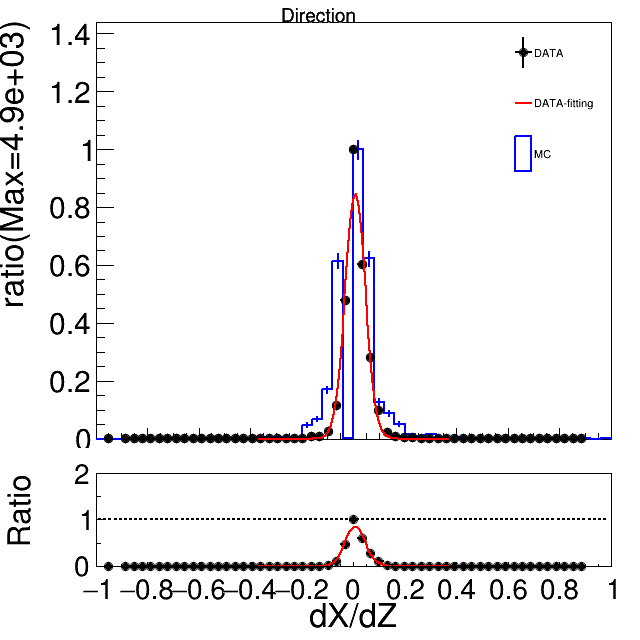 Direction
ratio(Max=4.9e+03)
1.4
1.2
1
0.8
0.6
0.4
0.2
0
DATA
DATA-fitting
MC
Ratio
2
1
0
−1 −0.8 −0.6 −0.4 −0.2 0 0.2 0.4 0.6 0.8 1
dX/dZ